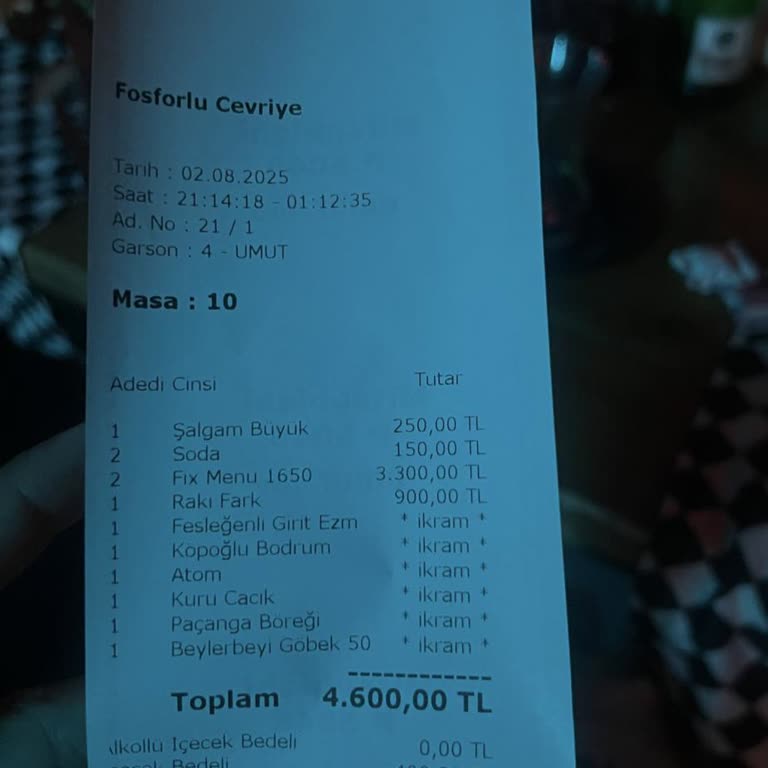 Fosforlu Cevriye
Tarih : 02.08.2025
Saat : 21:14:18 - 01:12:35
Ad. No : 21 / 1
Garson : 4 - UMUT
Masa : 10
Adedi Cinsi Tutar
1 Şalgam Büyük 250,00 TL
2 Soda 150,00 TL
2 Fix Menu 1650 3.300,00 TL
1 Rakı Fark 900,00 TL
1 Fesleğenli Girit Ezm * ikram *
1 Köpoğlu Bodrum * ikram *
1 Atom * ikram *
1 Kuru Cacık * ikram *
1 Paçanga Böreği * ikram *
1 Beylerbeyi Göbek 50 * ikram *
Toplam 4.600,00 TL
lkollü İçecek Bedeli 0,00 TL
Bedeli